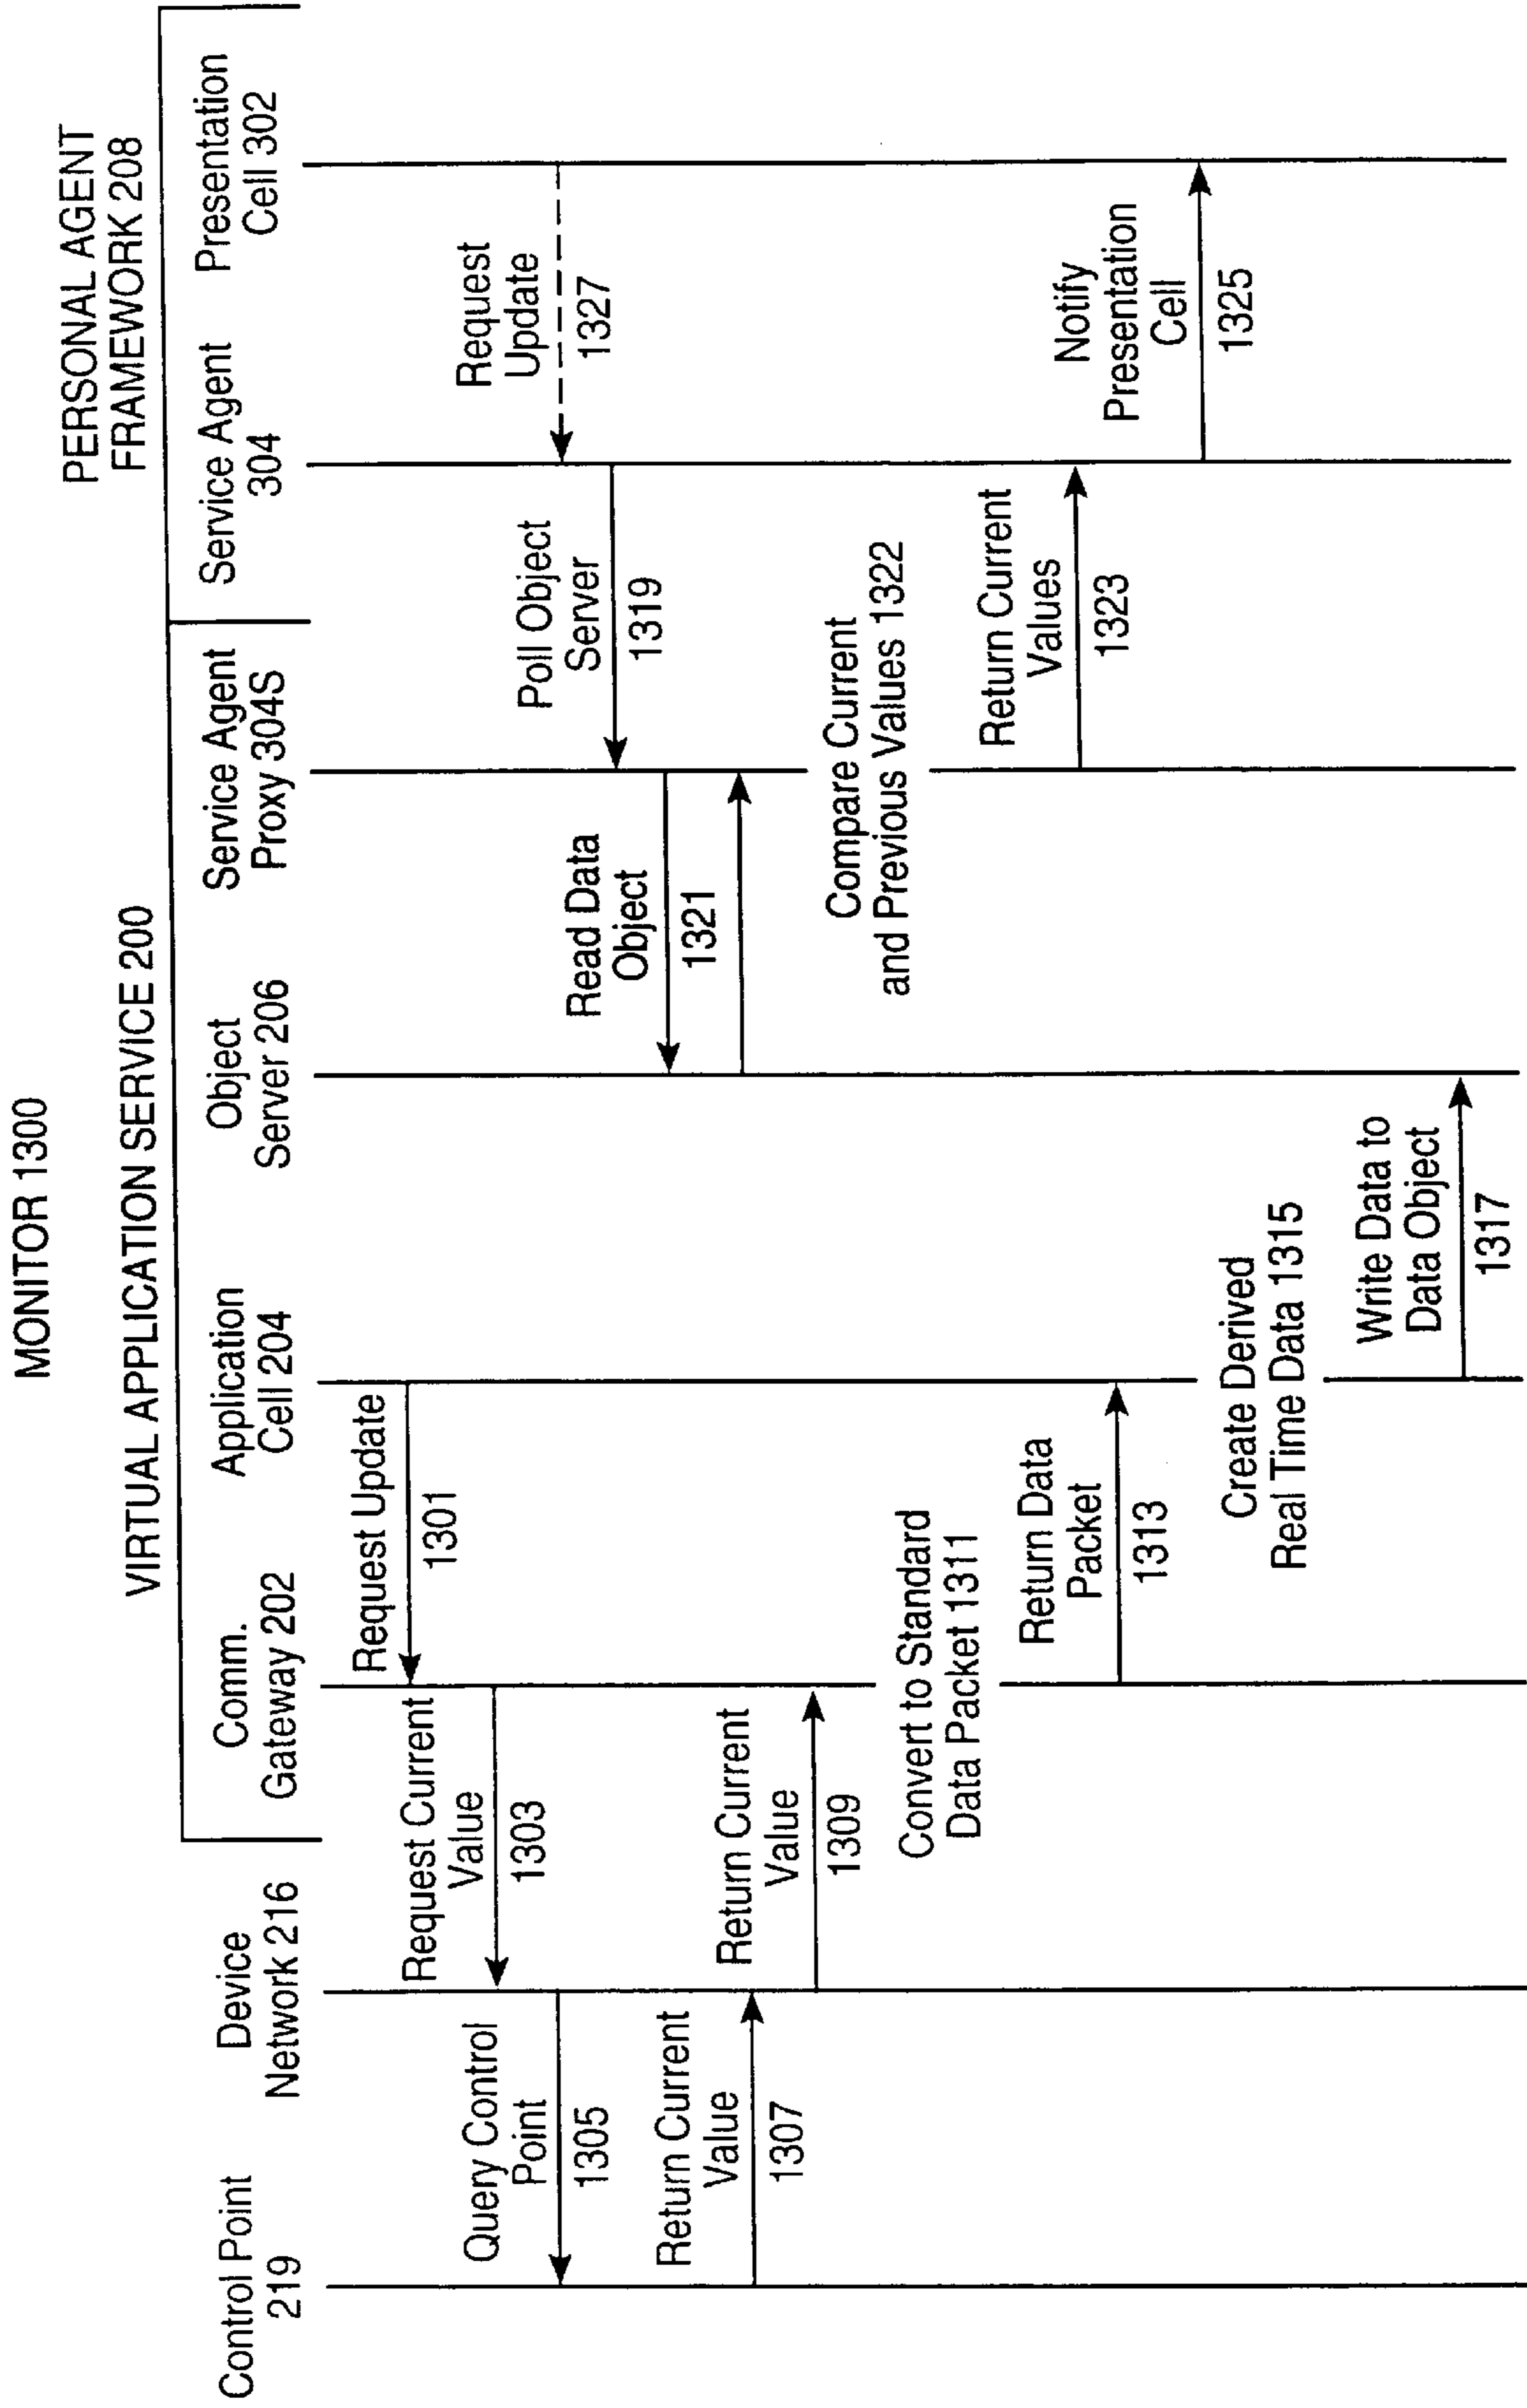 MONITOR 1300
VIRTUAL APPLICATION SERVICE 200
PERSONAL AGENT
FRAMEWORK 208
Control Point
219
Device
Network 216
Comm.
Gateway 202
Application
Cell 204
Object
Server 206
Service Agent
Proxy 304S
Service Agent
304
Presentation
Cell 302
Request Update
1301
Request Current
Value
1303
Query Control
Point
1305
Return Current
Value
1307
Return Current
Value
1309
Convert to Standard
Data Packet 1311
Return Data
Packet
1313
Create Derived
Real Time Data 1315
Write Data to
Data Object
1317
Request
Update
1327
Poll Object
Server
1319
Read Data
Object
1321
Compare Current
and Previous Values 1322
Return Current
Values
1323
Notify
Presentation
Cell
1325